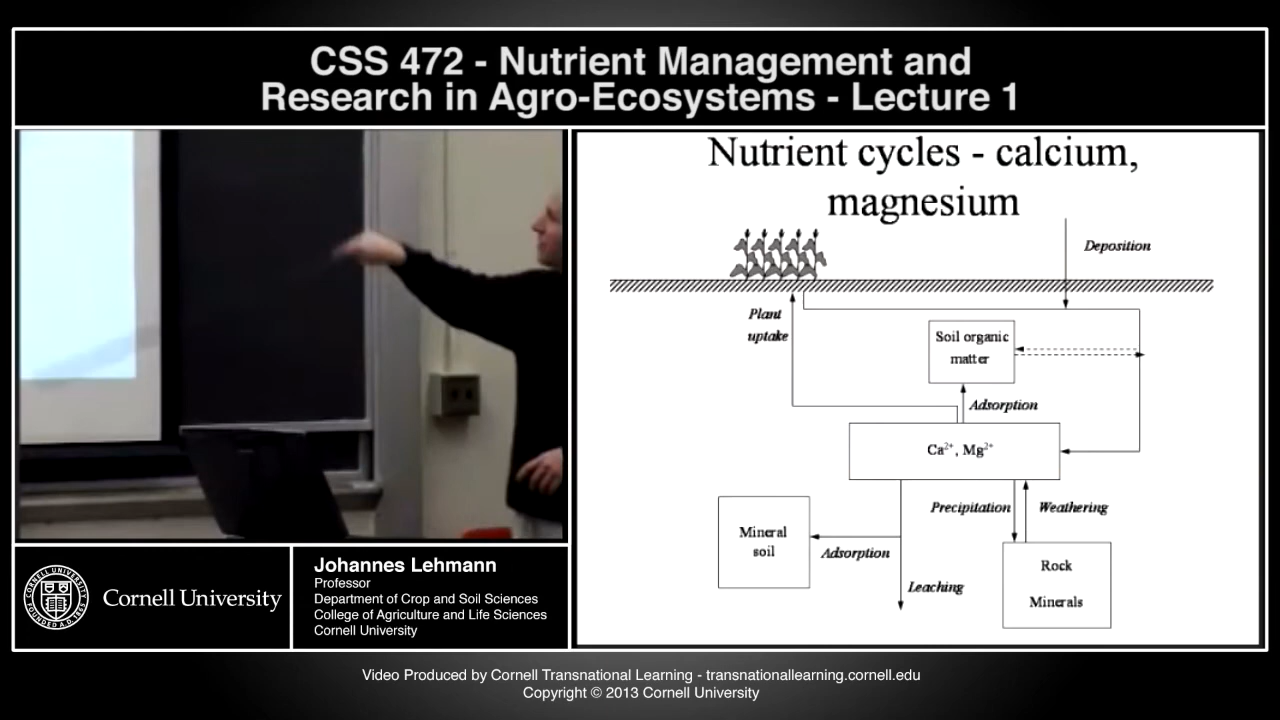 CSS 472 - Nutrient Management and
Research in Agro-Ecosystems - Lecture 1
Nutrient cycles - calcium,
magnesium
Deposition
Plant
uptake
Soil organic
matter
Adsorption
Ca²⁺, Mg²⁺
Precipitation
Weathering
Mineral
soil
Adsorption
Leaching
Rock
Minerals
CORNELL UNIVERSITY
FOUNDED A.D. 1865
Cornell University
Johannes Lehmann
Professor
Department of Crop and Soil Sciences
College of Agriculture and Life Sciences
Cornell University
Video Produced by Cornell Transnational Learning - transnationallearning.cornell.edu
Copyright © 2013 Cornell University